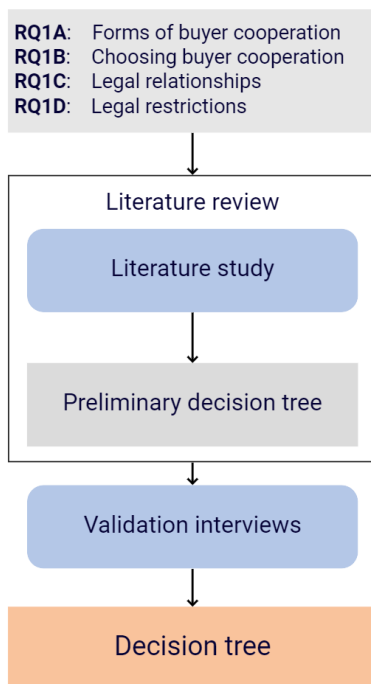 RQ1A: Forms of buyer cooperation
RQ1B: Choosing buyer cooperation
RQ1C: Legal relationships
RQ1D: Legal restrictions
Literature review
Literature study
Preliminary decision tree
Validation interviews
Decision tree